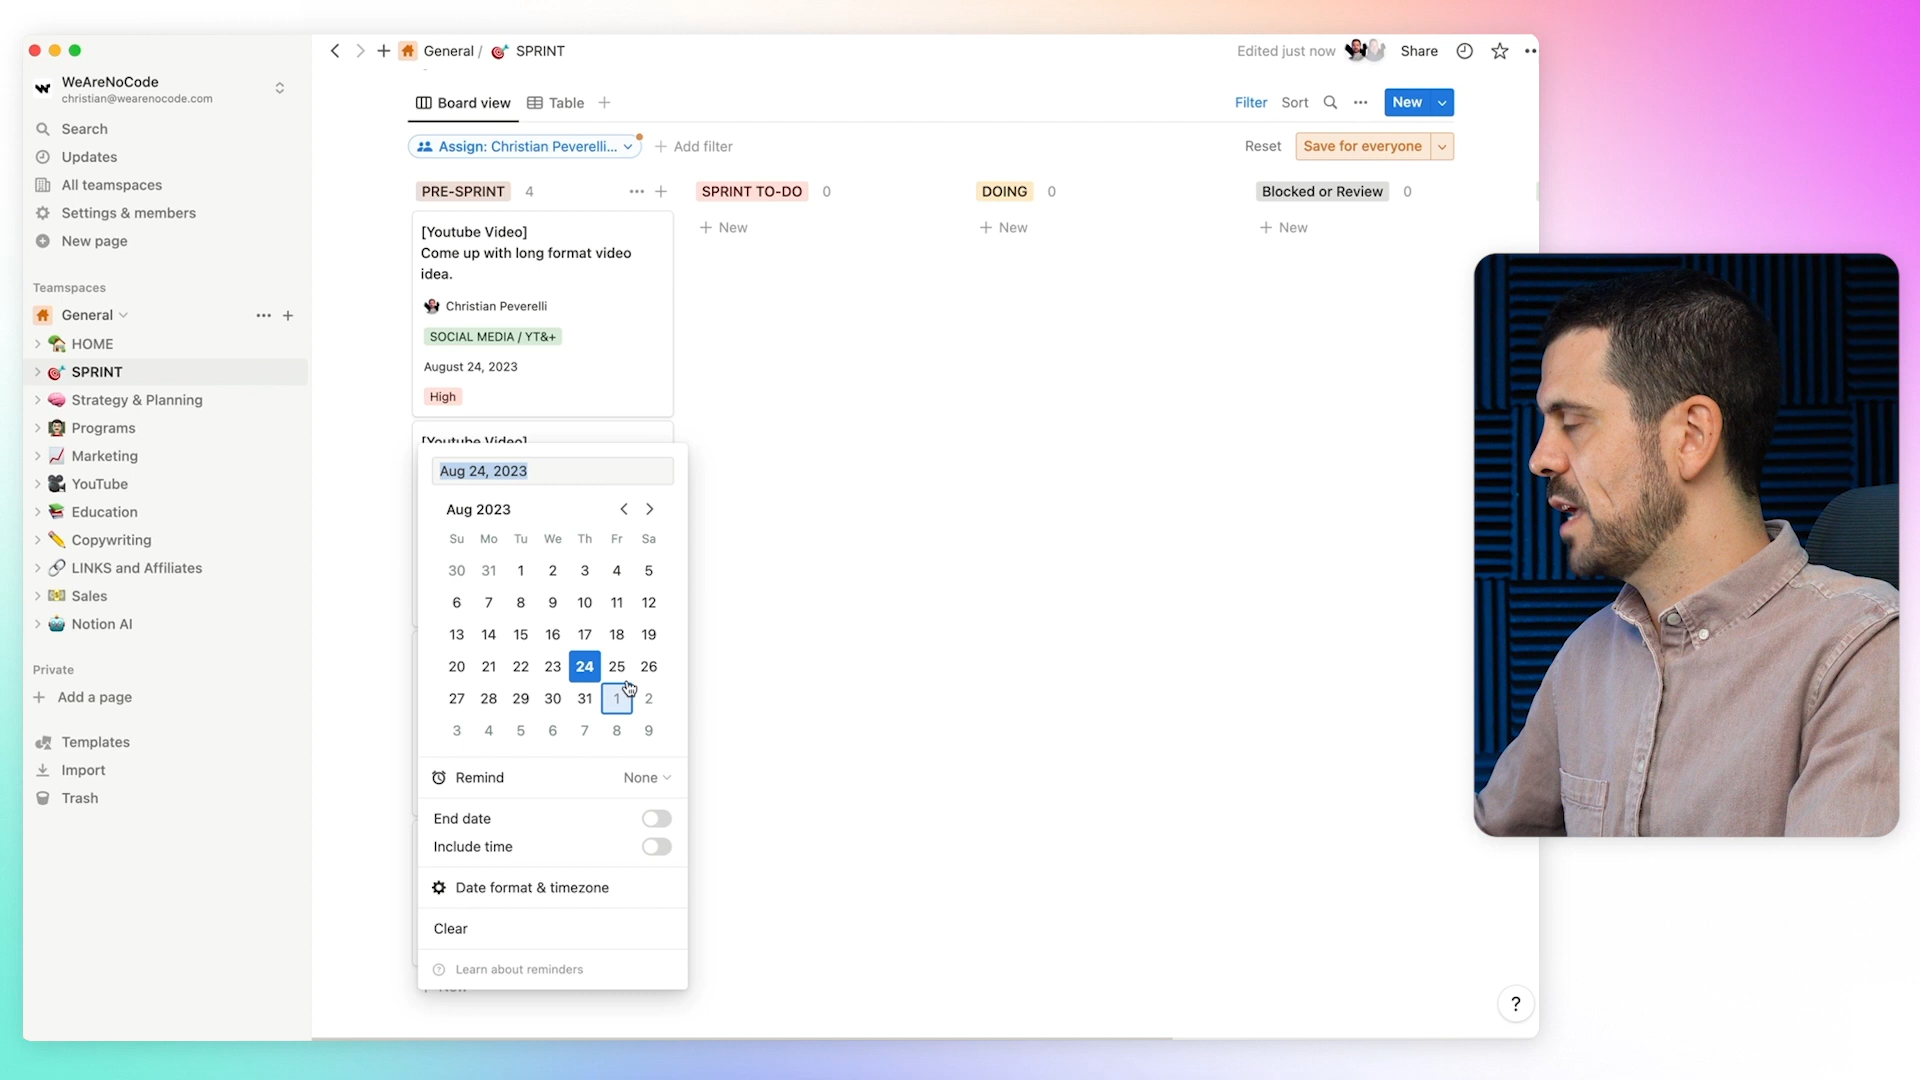 WeAreNoCode
christian@wearenocode.com
Search
Updates
All teamspaces
Settings & members
New page
Teamspaces
General
HOME
SPRINT
Strategy & Planning
Programs
Marketing
YouTube
Education
Copywriting
LINKS and Affiliates
Sales
Notion AI
Private
Add a page
Templates
Import
Trash
General / SPRINT
Edited just now Share
Board view Table
Filter Sort New
Assign: Christian Peverelli... Add filter
Reset Save for everyone
PRE-SPRINT 4
SPRINT TO-DO 0
DOING 0
Blocked or Review 0
New
New
New
[Youtube Video]
Come up with long format video
idea.
Christian Peverelli
SOCIAL MEDIA / YT&+
August 24, 2023
High
[Youtube Video]
Aug 24, 2023
Aug 2023
Su Mo Tu We Th Fr Sa
30 31 1 2 3 4 5
6 7 8 9 10 11 12
13 14 15 16 17 18 19
20 21 22 23 24 25 26
27 28 29 30 31 1 2
3 4 5 6 7 8 9
Remind None
End date
Include time
Date format & timezone
Clear
Learn about reminders
New
?